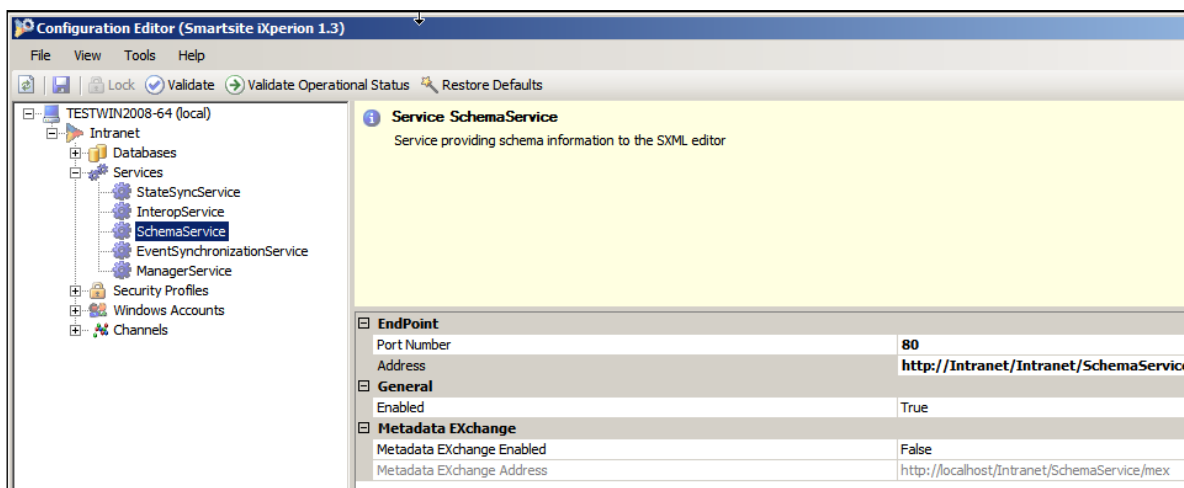 Configuration Editor (Smartsite iXperion 1.3)
File View Tools Help
Lock Validate Validate Operational Status Restore Defaults
TESTWIN2008-64 (local)
Intranet
Databases
Services
StateSyncService
InteropService
SchemaService
EventSynchronizationService
ManagerService
Security Profiles
Windows Accounts
Channels
Service SchemaService
Service providing schema information to the SXML editor
EndPoint
Port Number 80
Address http://Intranet/Intranet/SchemaService
General
Enabled True
Metadata EXchange
Metadata EXchange Enabled False
Metadata EXchange Address http://localhost/Intranet/SchemaService/mex